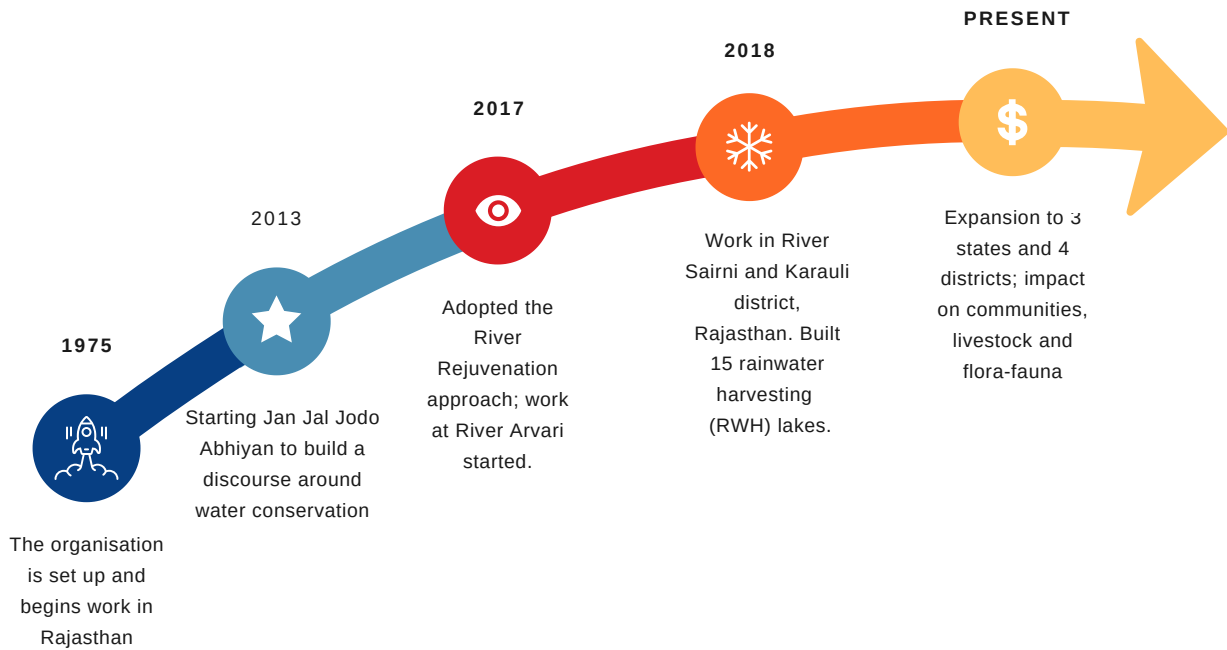 1975
The organisation
is set up and
begins work in
Rajasthan
2013
Starting Jan Jal Jodo
Abhiyan to build a
discourse around
water conservation
2017
Adopted the
River
Rejuvenation
approach; work
at River Arvari
started.
2018
Work in River
Sairni and Karauli
district,
Rajasthan. Built
15 rainwater
harvesting
(RWH) lakes.
PRESENT
$
Expansion to 3
states and 4
districts; impact
on communities,
livestock and
flora-fauna